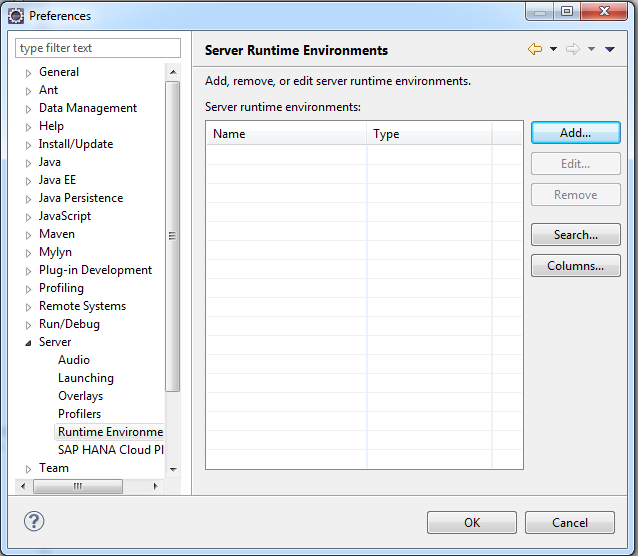 Preferences
type filter text
General
Ant
Data Management
Help
Install/Update
Java
Java EE
Java Persistence
JavaScript
Maven
Mylyn
Plug-in Development
Profiling
Remote Systems
Run/Debug
Server
Audio
Launching
Overlays
Profilers
Runtime Environme
SAP HANA Cloud Pl
Team
Server Runtime Environments
Add, remove, or edit server runtime environments.
Server runtime environments:
Name Type
Add...
Edit...
Remove
Search...
Columns...
?
OK Cancel